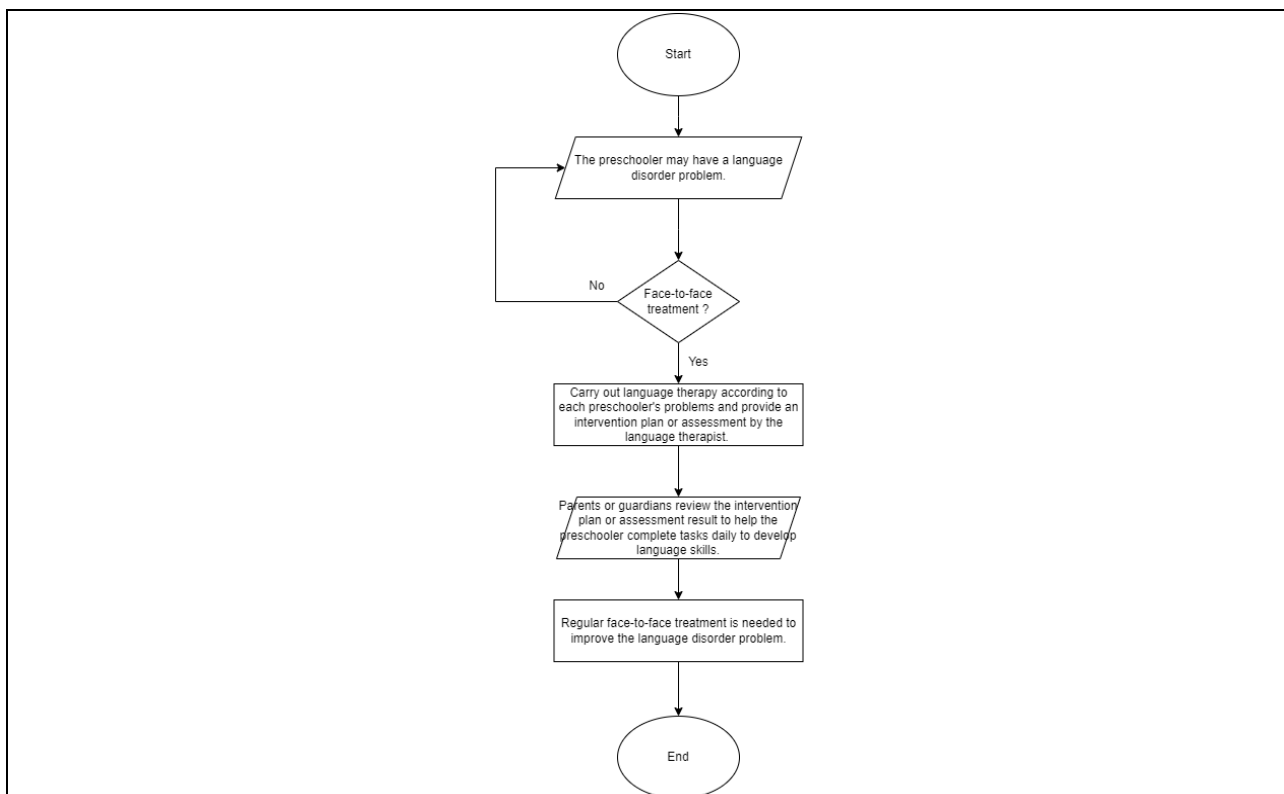 Start
The preschooler may have a language
disorder problem.
No
Face-to-face
treatment ?
Yes
Carry out language therapy according to
each preschooler's problems and provide an
intervention plan or assessment by the
language therapist.
Parents or guardians review the intervention
plan or assessment result to help the
preschooler complete tasks daily to develop
language skills.
Regular face-to-face treatment is needed to
improve the language disorder problem.
End